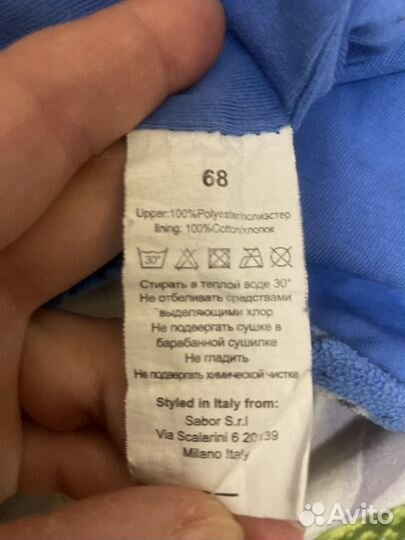 68
Upper:100%Polyester/полиэстер
lining: 100%Cotton/хлопок
30°
Стирать в теплой воде 30°
Не отбеливать средствами
выделяющими хлор
Не подвергать сушке в
барабанной сушилке
Не гладить
Не подвергать химической чистке
Styled in Italy from:
Sabor S.r.l
Via Scalarini 6 20139
Milano Italy
Avito